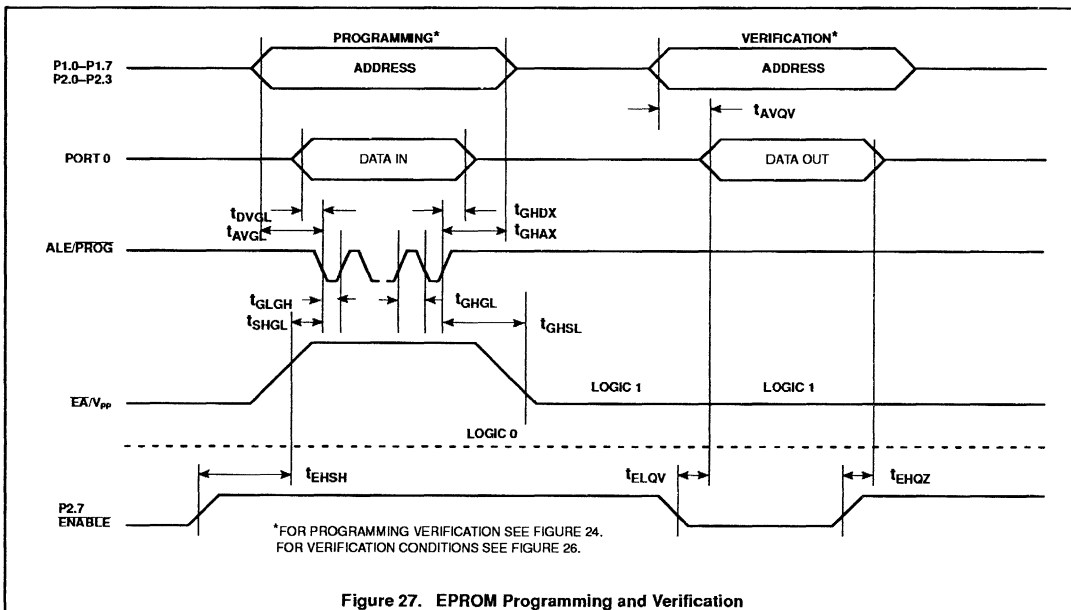 PROGRAMMING*
VERIFICATION*
P1.0–P1.7
P2.0–P2.3
ADDRESS
ADDRESS
tAVQV
PORT 0
DATA IN
DATA OUT
tDVGL
tGHDX
tAVGL
tGHAX
ALE/PROG
tGLGH
tGHGL
tSHGL
tGHSL
LOGIC 1
LOGIC 1
EA/VPP
LOGIC 0
tEHSH
tELQV
tEHQZ
P2.7
ENABLE
*FOR PROGRAMMING VERIFICATION SEE FIGURE 24.
FOR VERIFICATION CONDITIONS SEE FIGURE 26.
Figure 27. EPROM Programming and Verification